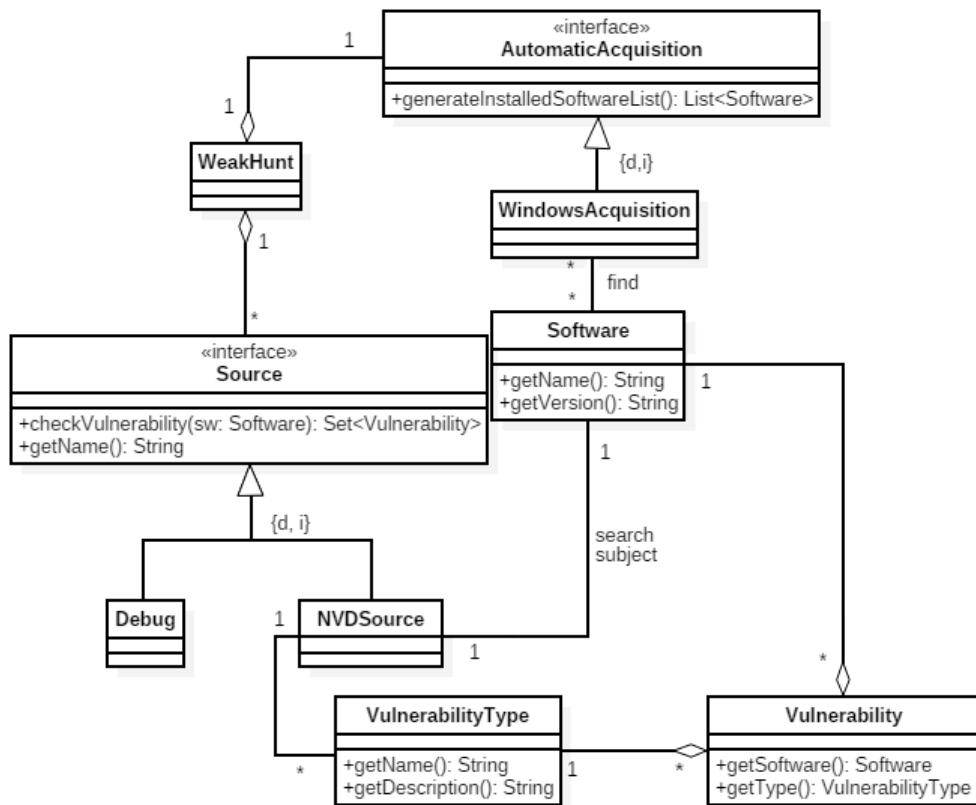 «interface»
AutomaticAcquisition
+generateInstalledSoftwareList(): List<Software>
1
1
WeakHunt
{d,i}
WindowsAcquisition
1
*
find
*
*
Software
+getName(): String
+getVersion(): String
1
«interface»
Source
+checkVulnerability(sw: Software): Set<Vulnerability>
+getName(): String
1
{d, i}
search
subject
Debug
NVDSource
1
1
*
VulnerabilityType
+getName(): String
+getDescription(): String
*
1
*
Vulnerability
+getSoftware(): Software
+getType(): VulnerabilityType